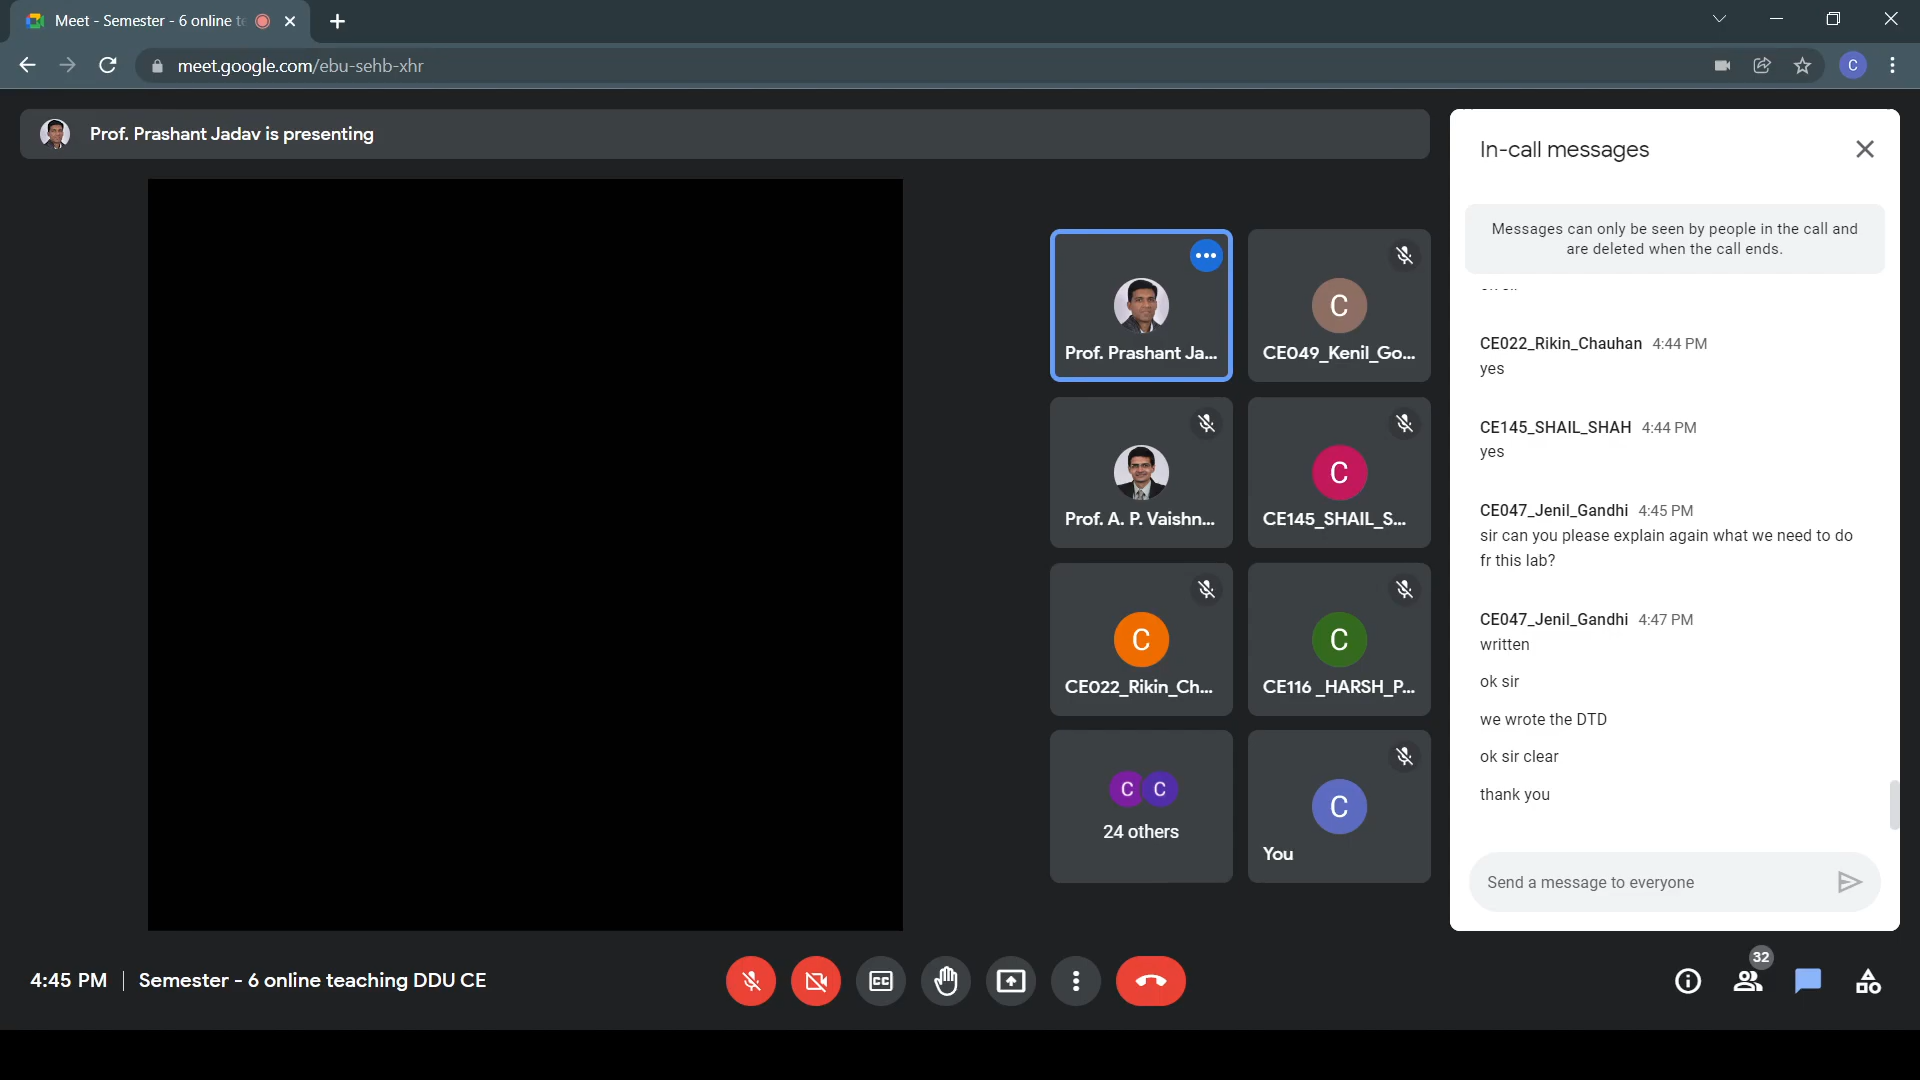 Meet - Semester - 6 online te
meet.google.com/ebu-sehb-xhr
C
Prof. Prashant Jadav is presenting
Prof. Prashant Ja...
C
CE049_Kenil_Go...
Prof. A. P. Vaishn...
C
CE145_SHAIL_S...
C
CE022_Rikin_Ch...
C
CE116 _HARSH_P...
C C
24 others
C
You
In-call messages
Messages can only be seen by people in the call and
are deleted when the call ends.
CE022_Rikin_Chauhan 4:44 PM
yes
CE145_SHAIL_SHAH 4:44 PM
yes
CE047_Jenil_Gandhi 4:45 PM
sir can you please explain again what we need to do
fr this lab?
CE047_Jenil_Gandhi 4:47 PM
written
ok sir
we wrote the DTD
ok sir clear
thank you
Send a message to everyone
4:45 PM | Semester - 6 online teaching DDU CE
CC
32